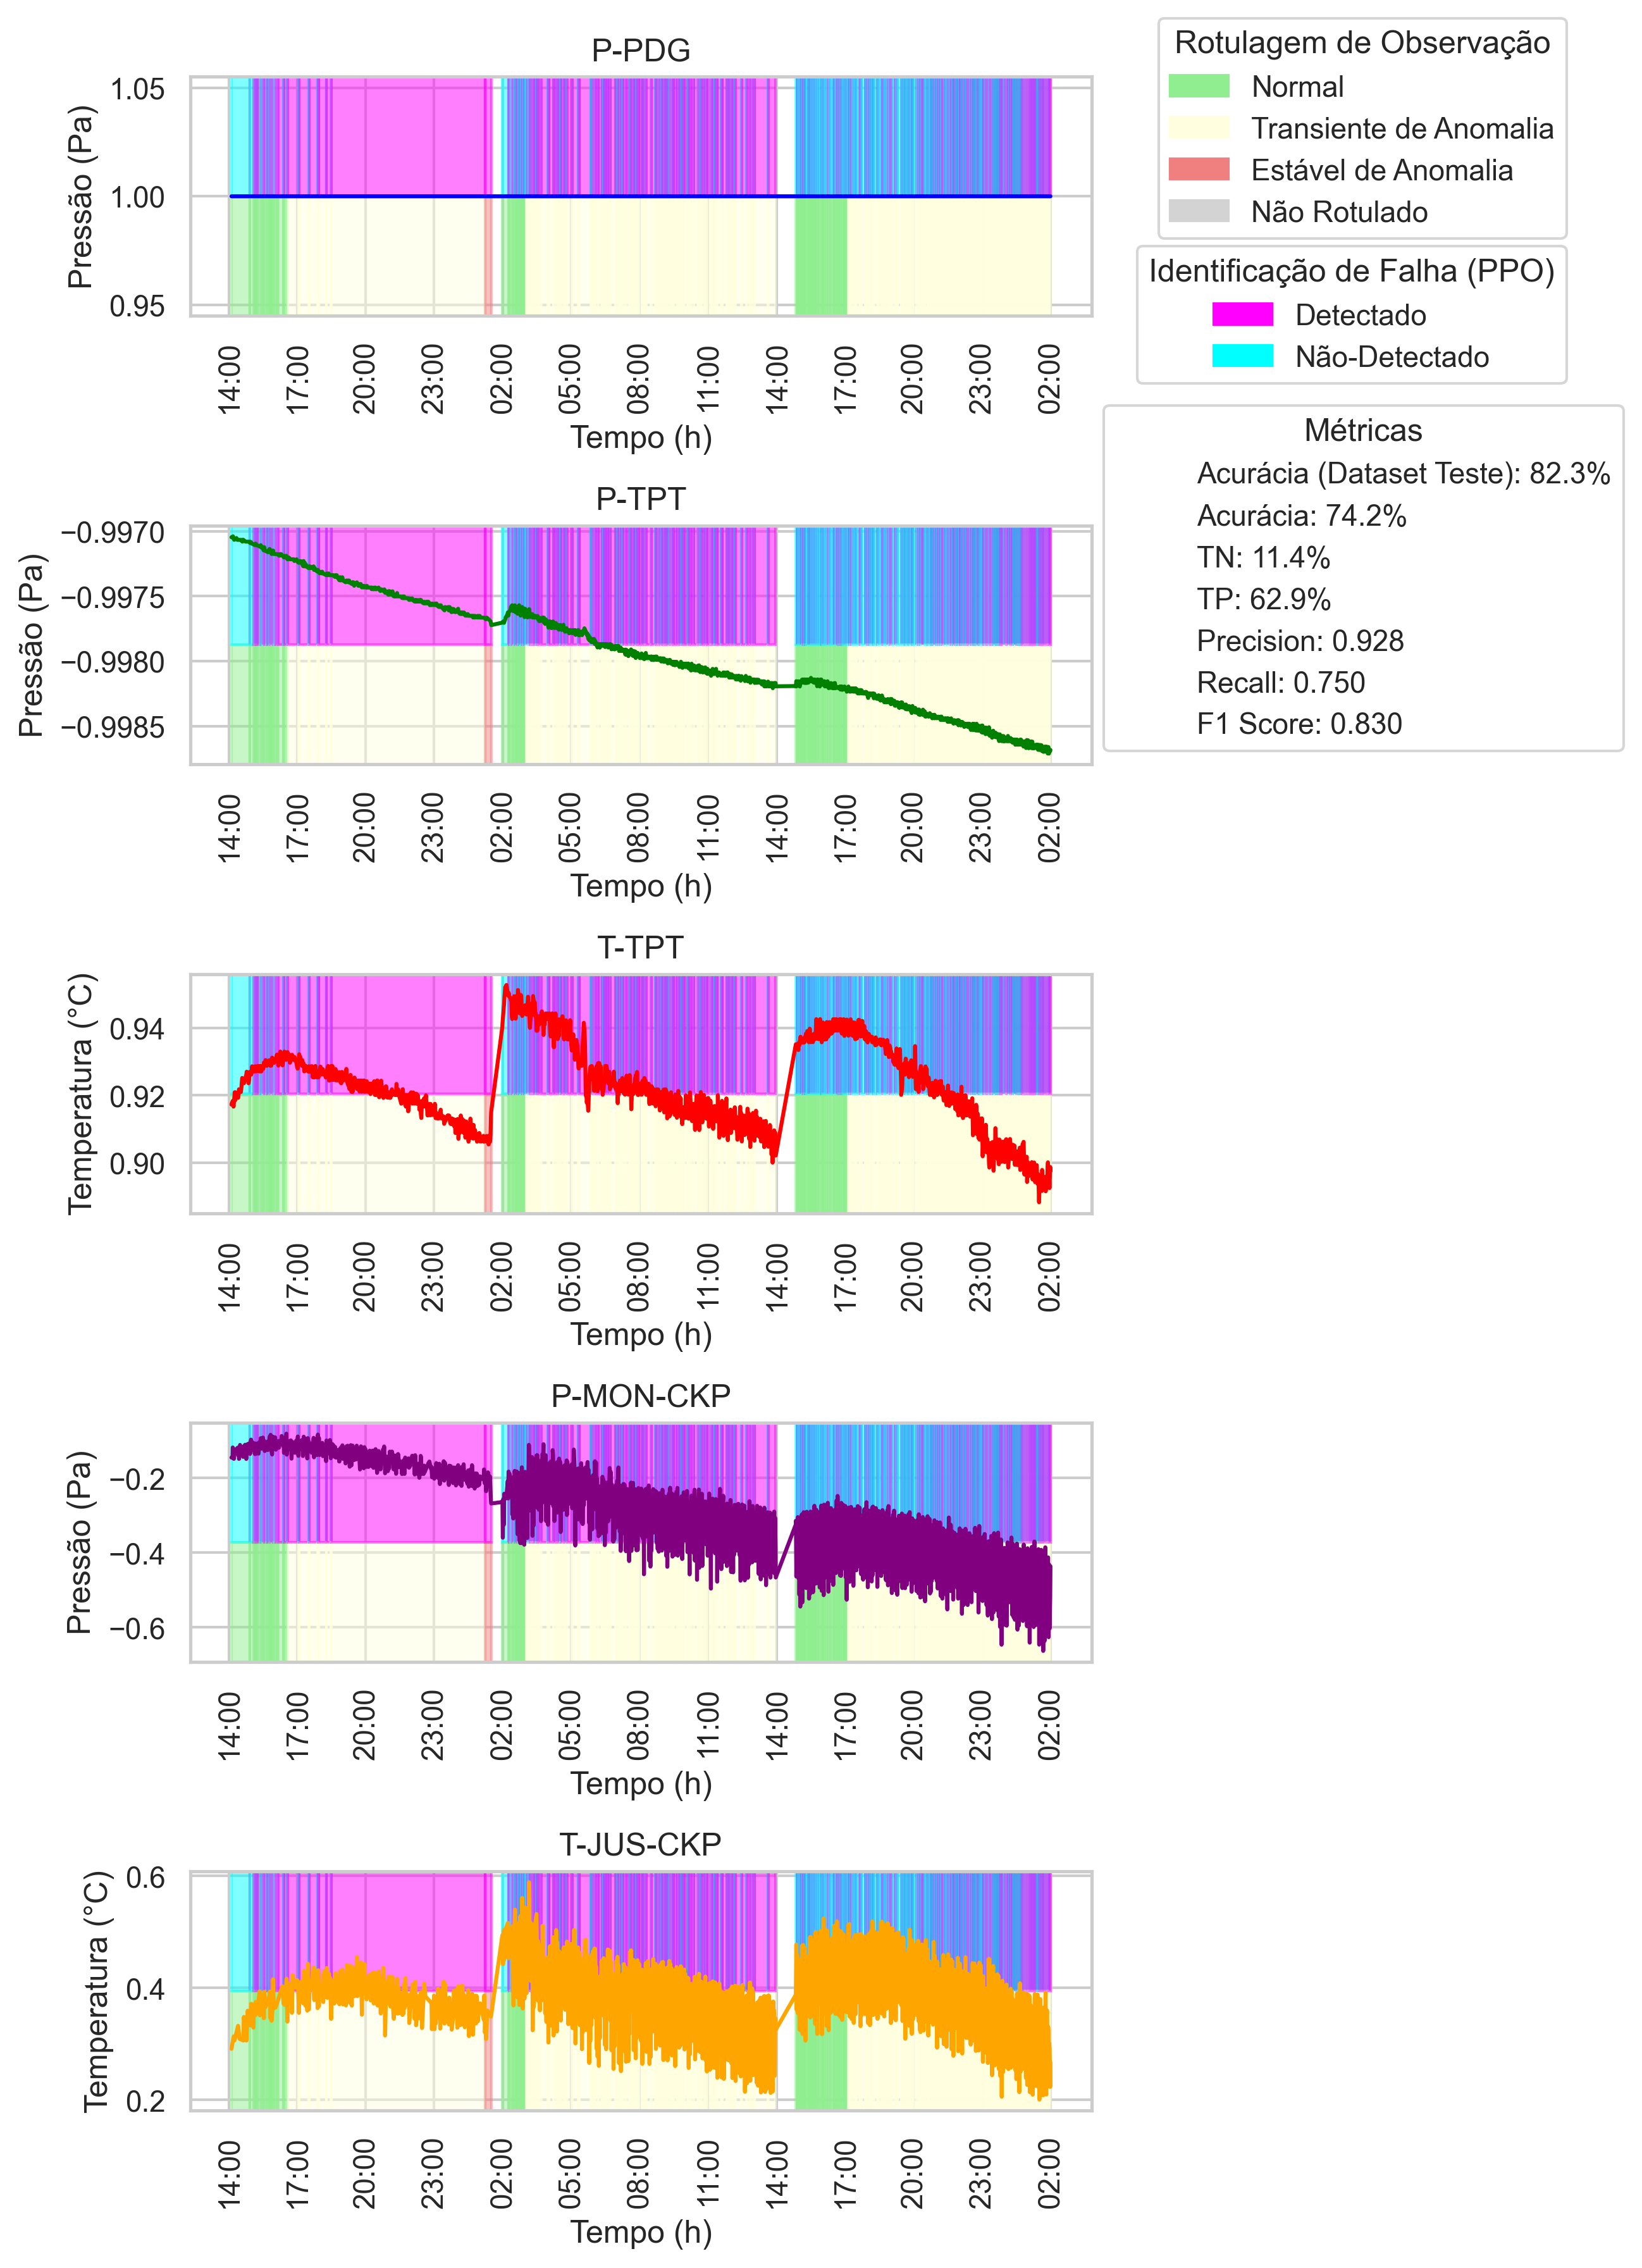 P-PDG
Pressão (Pa)
1.05
1.00
0.95
14:00
17:00
20:00
23:00
02:00
05:00
08:00
11:00
14:00
17:00
20:00
23:00
02:00
Tempo (h)
Rotulagem de Observação
Normal
Transiente de Anomalia
Estável de Anomalia
Não Rotulado
Identificação de Falha (PPO)
Detectado
Não-Detectado
Métricas
Acurácia (Dataset Teste): 82.3%
Acurácia: 74.2%
TN: 11.4%
TP: 62.9%
Precision: 0.928
Recall: 0.750
F1 Score: 0.830
P-TPT
Pressão (Pa)
−0.9970
−0.9975
−0.9980
−0.9985
14:00
17:00
20:00
23:00
02:00
05:00
08:00
11:00
14:00
17:00
20:00
23:00
02:00
Tempo (h)
T-TPT
Temperatura (°C)
0.94
0.92
0.90
14:00
17:00
20:00
23:00
02:00
05:00
08:00
11:00
14:00
17:00
20:00
23:00
02:00
Tempo (h)
P-MON-CKP
Pressão (Pa)
−0.2
−0.4
−0.6
14:00
17:00
20:00
23:00
02:00
05:00
08:00
11:00
14:00
17:00
20:00
23:00
02:00
Tempo (h)
T-JUS-CKP
Temperatura (°C)
0.6
0.4
0.2
14:00
17:00
20:00
23:00
02:00
05:00
08:00
11:00
14:00
17:00
20:00
23:00
02:00
Tempo (h)